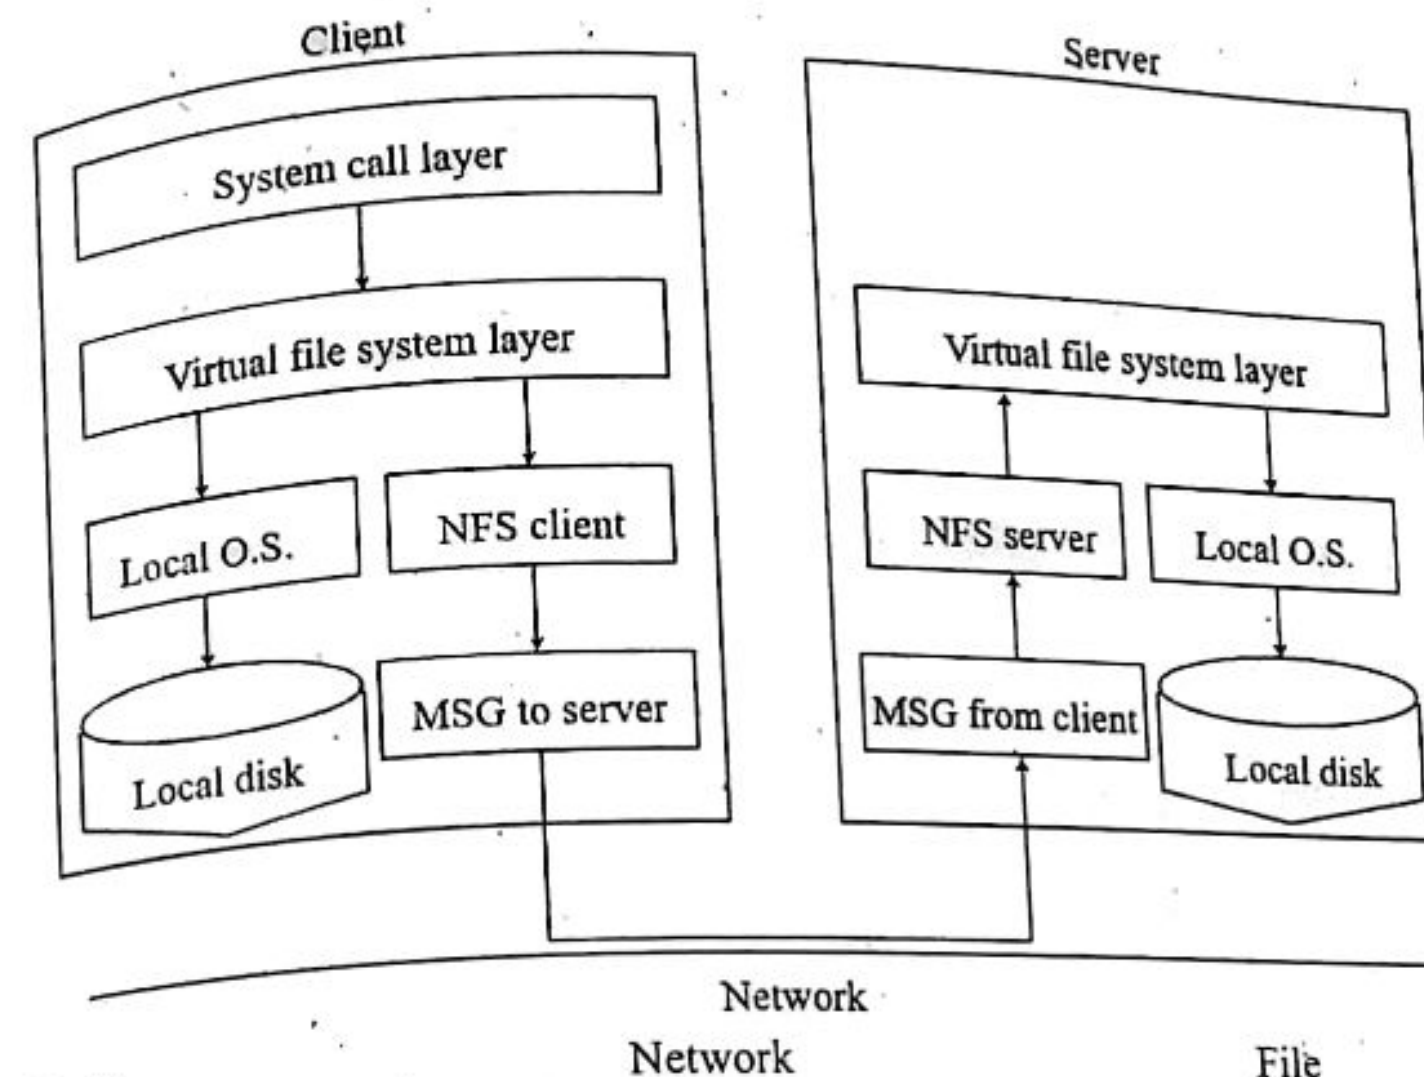 Client
Server
System call layer
Virtual file system layer
Virtual file system layer
Local O.S.
NFS client
NFS server
Local O.S.
Local disk
MSG to server
MSG from client
Local disk
Network
Network File